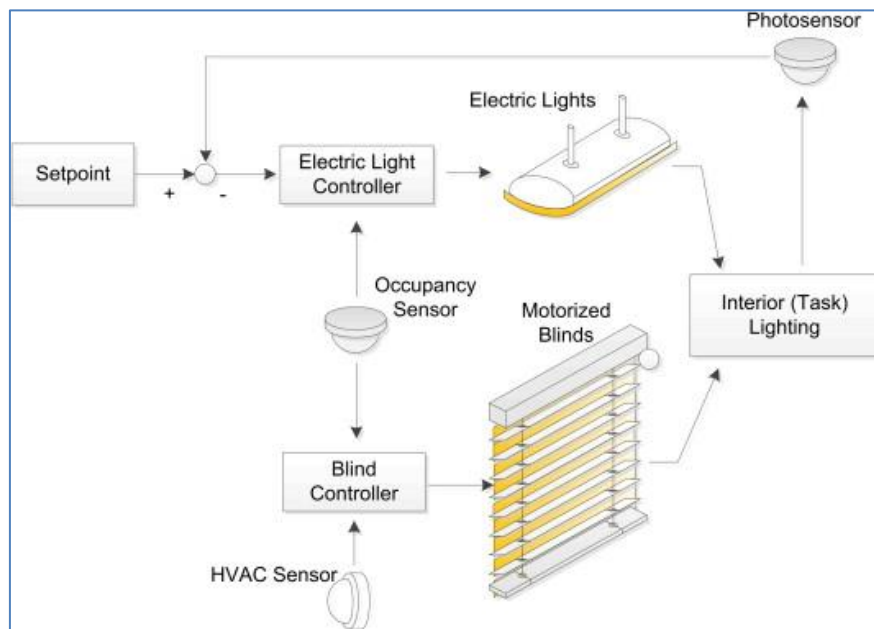 Photosensor
Electric Lights
Setpoint
+
-
Electric Light
Controller
Occupancy
Sensor
Motorized
Blinds
Interior (Task)
Lighting
Blind
Controller
HVAC Sensor